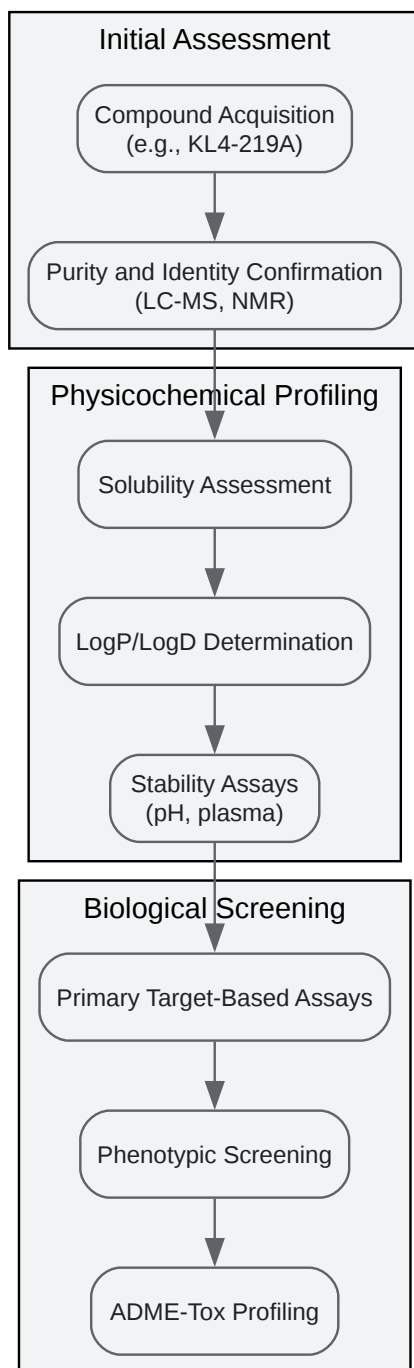 Initial Assessment
Compound Acquisition
(e.g., KL4-219A)
Purity and Identity Confirmation
(LC-MS, NMR)
Physicochemical Profiling
Solubility Assessment
LogP/LogD Determination
Stability Assays
(pH, plasma)
Biological Screening
Primary Target-Based Assays
Phenotypic Screening
ADME-Tox Profiling